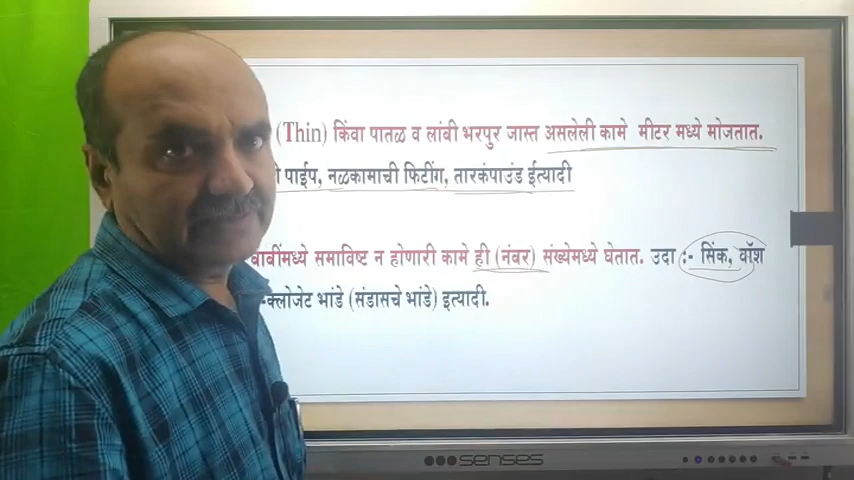 (Thin) किंवा पातळ व लांबी भरपुर जास्त असलेली कामे मीटर मध्ये मोजतात.
पाईप, नळकामाची फिटींग, तारकंपाउंड ईत्यादी
बाबींमध्ये समाविष्ट न होणारी कामे ही (नंबर) संख्येमध्ये घेतात. उदा :- सिंक, वॉश
-क्लोजेट भांडे (संडासचे भांडे) इत्यादी.
senses